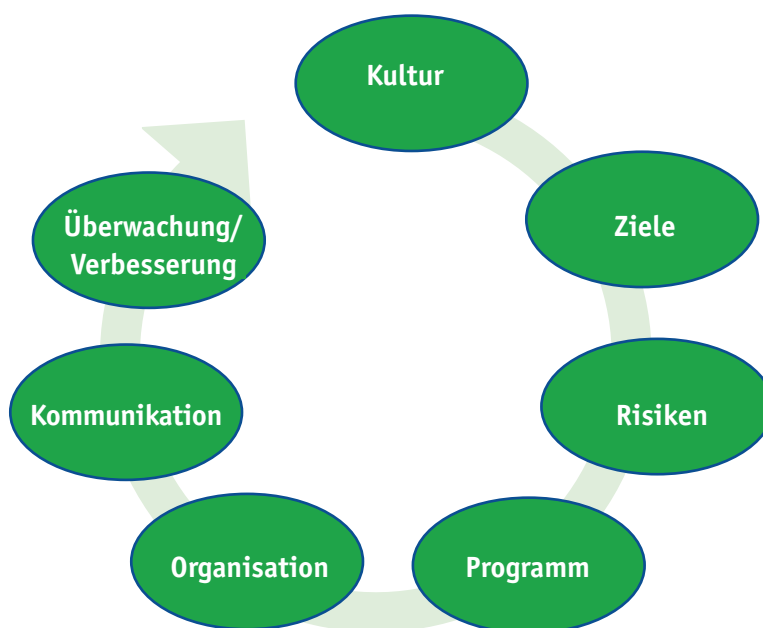 Kultur
Ziele
Risiken
Programm
Organisation
Kommunikation
Überwachung/
Verbesserung